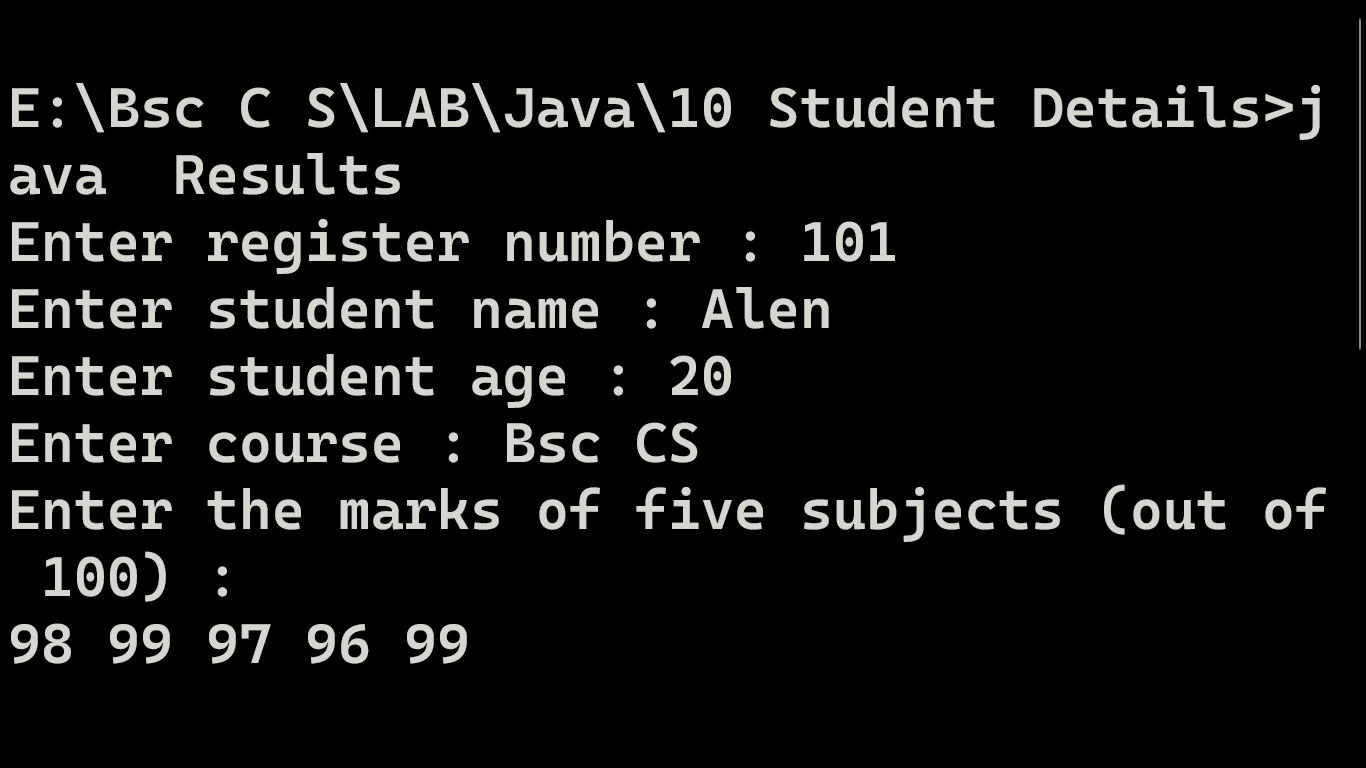 E:\Bsc C S\LAB\Java\10 Student Details>j
ava  Results
Enter register number : 101
Enter student name : Alen
Enter student age : 20
Enter course : Bsc CS
Enter the marks of five subjects (out of
 100) :
98 99 97 96 99